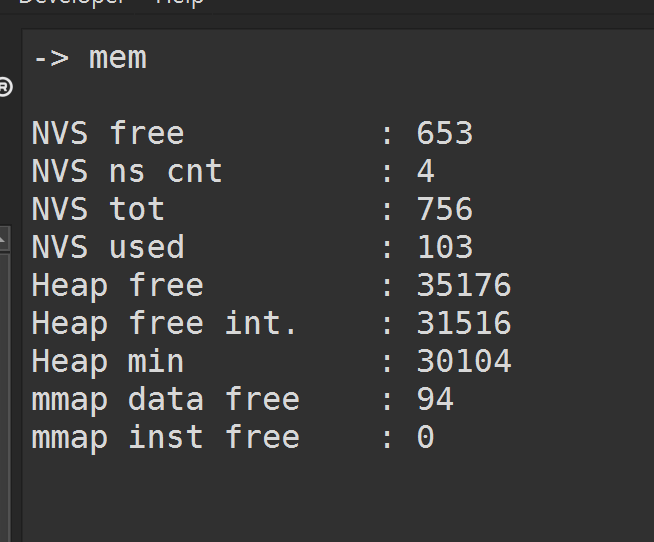 Developer Help
-> mem
®
NVS free : 653
NVS ns cnt : 4
NVS tot : 756
NVS used : 103
Heap free : 35176
Heap free int. : 31516
Heap min : 30104
mmap data free : 94
mmap inst free : 0